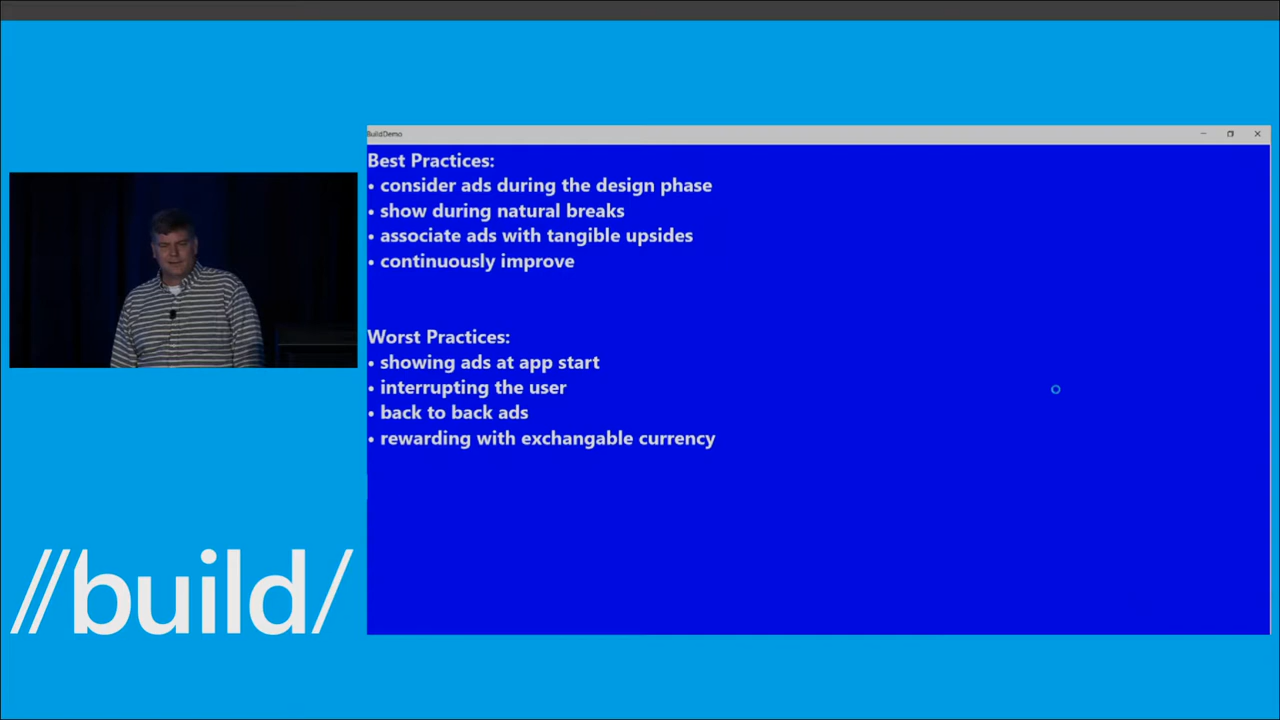 BuildDemo
Best Practices:
• consider ads during the design phase
• show during natural breaks
• associate ads with tangible upsides
• continuously improve
Worst Practices:
• showing ads at app start
• interrupting the user
• back to back ads
• rewarding with exchangable currency
//build/